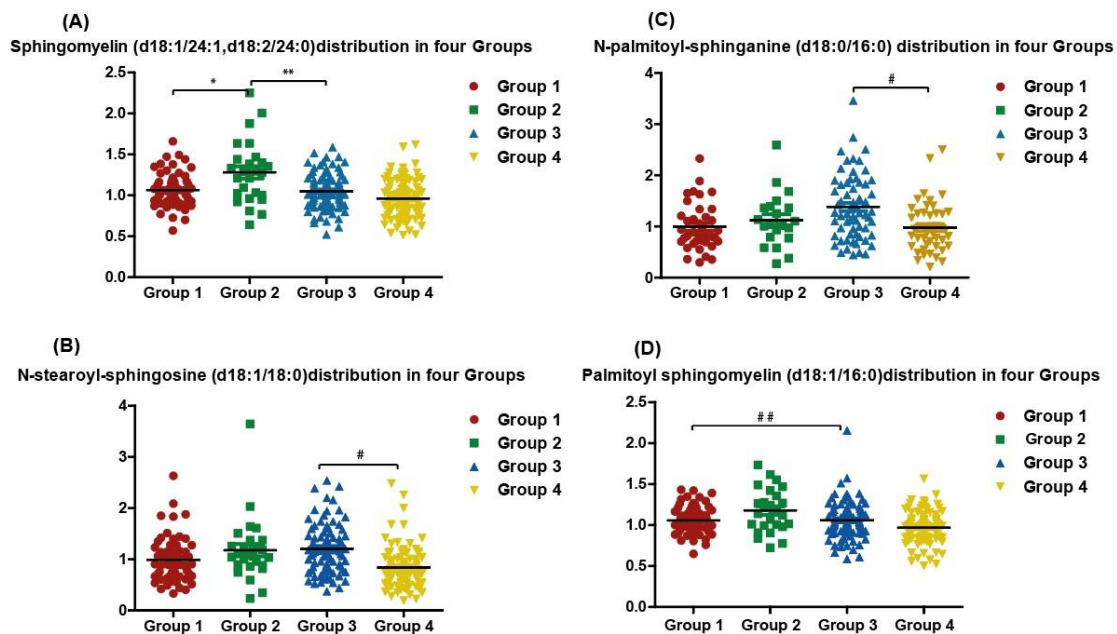 (A)
Sphingomyelin (d18:1/24:1,d18:2/24:0)distribution in four Groups
2.5
2.0
1.5
1.0
0.5
0.0
*
**
Group 1
Group 2
Group 3
Group 4
Group 1 Group 2 Group 3 Group 4
(C)
N-palmitoyl-sphinganine (d18:0/16:0) distribution in four Groups
4
3
2
1
0
#
Group 1
Group 2
Group 3
Group 4
Group 1 Group 2 Group 3 Group 4
(B)
N-stearoyl-sphingosine (d18:1/18:0)distribution in four Groups
4
3
2
1
0
#
Group 1
Group 2
Group 3
Group 4
Group 1 Group 2 Group 3 Group 4
(D)
Palmitoyl sphingomyelin (d18:1/16:0)distribution in four Groups
2.5
2.0
1.5
1.0
0.5
0.0
# #
Group 1
Group 2
Group 3
Group 4
Group 1 Group 2 Group 3 Group 4